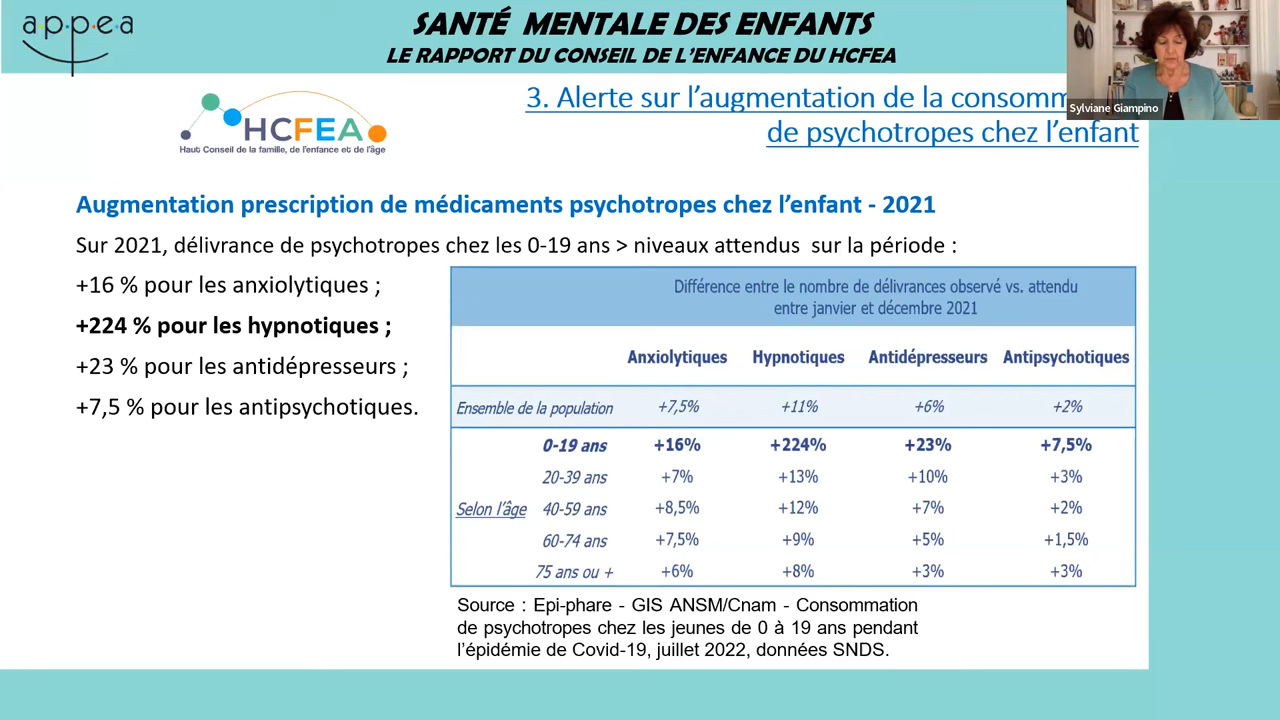 appea
SANTÉ MENTALE DES ENFANTS
LE RAPPORT DU CONSEIL DE L'ENFANCE DU HCFEA
Sylviane Giampino
HCFEA
Haut Conseil de la famille, de l'enfance et de l'âge
3. Alerte sur l'augmentation de la
de psychotropes chez l'enfant
Augmentation prescription de médicaments psychotropes chez l'enfant - 2021
Sur 2021, délivrance de psychotropes chez les 0-19 ans > niveaux attendus sur la période :
+16 % pour les anxiolytiques ;
+224 % pour les hypnotiques ;
+23 % pour les antidépresseurs ;
+7,5 % pour les antipsychotiques.
Différence entre le nombre de délivrances observé vs. attendu
entre janvier et décembre 2021
Anxiolytiques Hypnotiques Antidépresseurs Antipsychotiques
Ensemble de la population +7,5% +11% +6% +2%
0-19 ans +16% +224% +23% +7,5%
20-39 ans +7% +13% +10% +3%
Selon l'âge 40-59 ans +8,5% +12% +7% +2%
60-74 ans +7,5% +9% +5% +1,5%
75 ans ou + +6% +8% +3% +3%
Source : Epi-phare - GIS ANSM/Cnam - Consommation
de psychotropes chez les jeunes de 0 à 19 ans pendant
l'épidémie de Covid-19, juillet 2022, données SNDS.